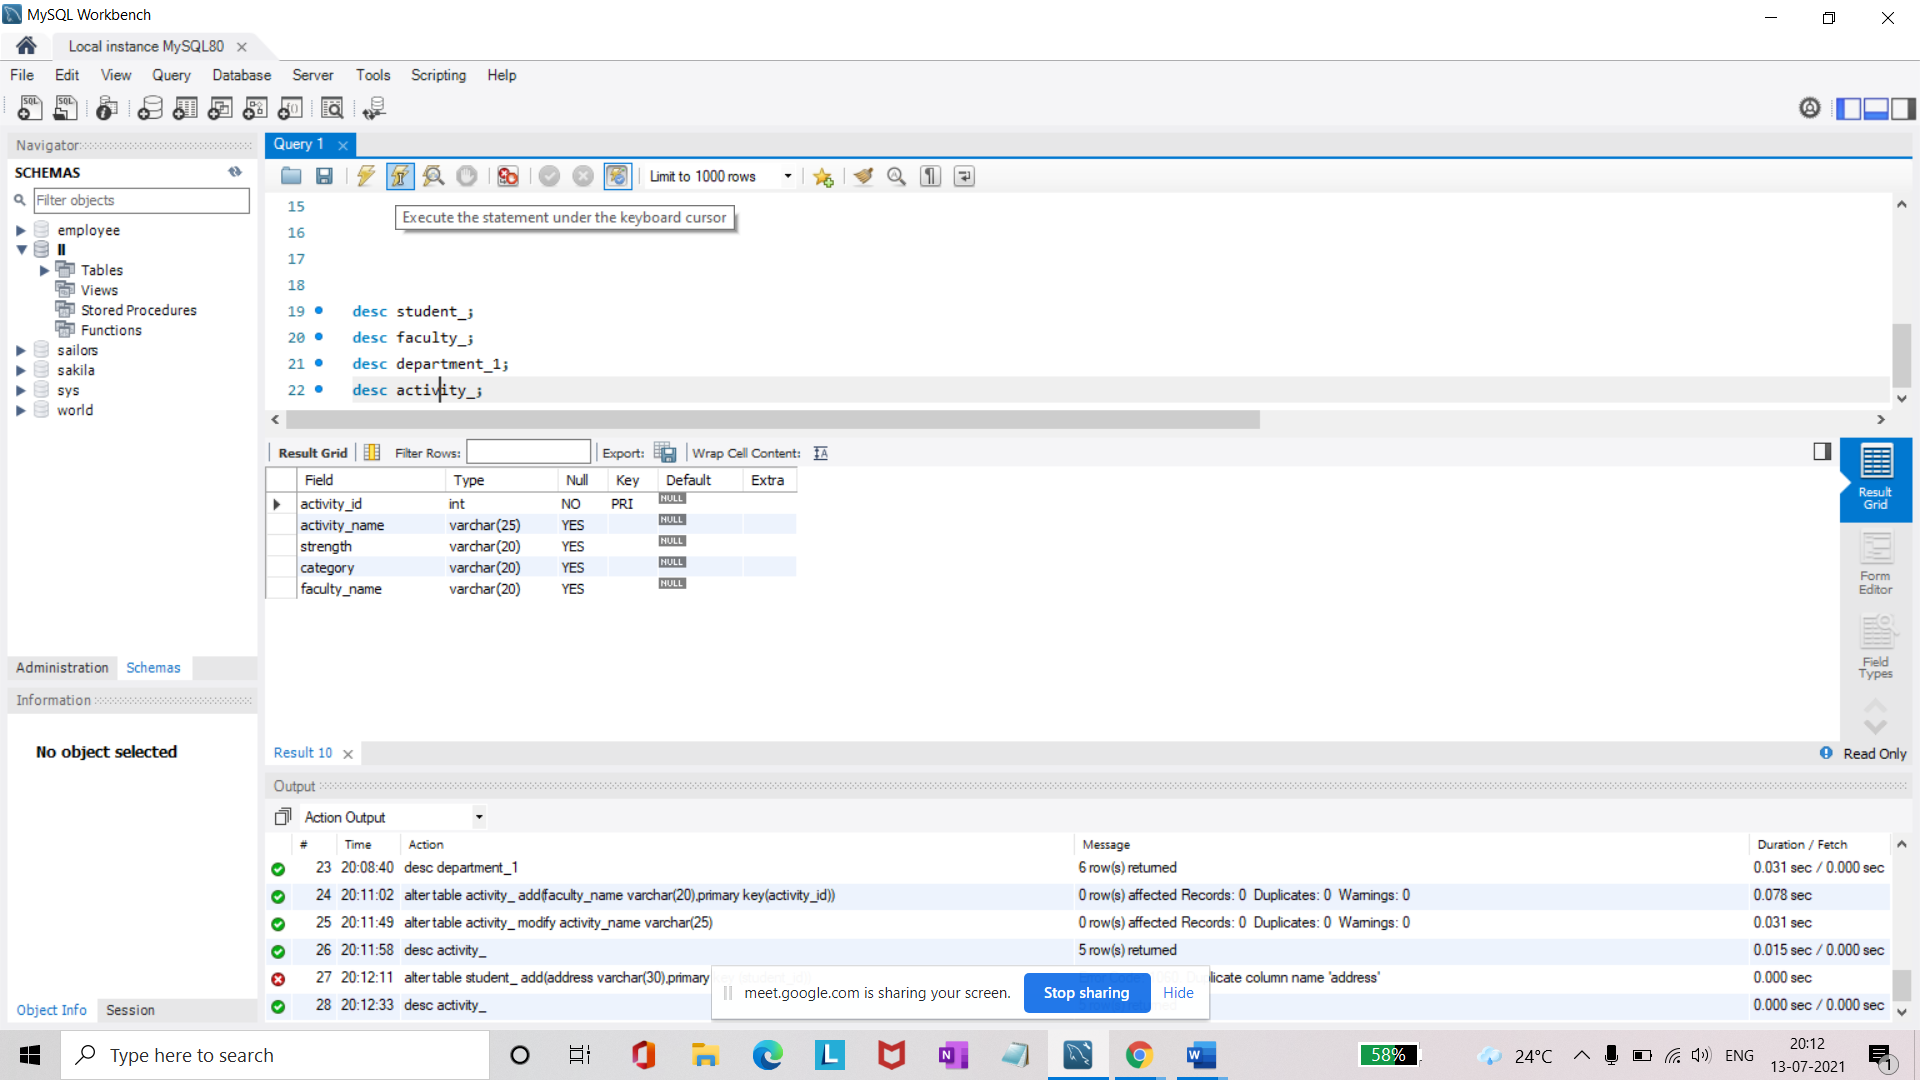 MySQL Workbench
Local instance MySQL80
File Edit View Query Database Server Tools Scripting Help
Navigator
SCHEMAS
Filter objects
employee
ll
Tables
Views
Stored Procedures
Functions
sailors
sakila
sys
world
Administration Schemas
Information
No object selected
Object Info Session
Query 1
Limit to 1000 rows
Execute the statement under the keyboard cursor
15
16
17
18
19 desc student_;
20 desc faculty_;
21 desc department_1;
22 desc activity_;
Result Grid Filter Rows: Export: Wrap Cell Content:
Field Type Null Key Default Extra
activity_id int NO PRI NULL
activity_name varchar(25) YES NULL
strength varchar(20) YES NULL
category varchar(20) YES NULL
faculty_name varchar(20) YES NULL
Result Grid
Form Editor
Field Types
Result 10
Read Only
Output
Action Output
# Time Action Message Duration / Fetch
23 20:08:40 desc department_1 6 row(s) returned 0.031 sec / 0.000 sec
24 20:11:02 alter table activity_ add(faculty_name varchar(20),primary key(activity_id)) 0 row(s) affected Records: 0 Duplicates: 0 Warnings: 0 0.078 sec
25 20:11:49 alter table activity_ modify activity_name varchar(25) 0 row(s) affected Records: 0 Duplicates: 0 Warnings: 0 0.031 sec
26 20:11:58 desc activity_ 5 row(s) returned 0.015 sec / 0.000 sec
27 20:12:11 alter table student_ add(address varchar(30),primary column name 'address' 0.000 sec
28 20:12:33 desc activity_ 0.000 sec / 0.000 sec
meet.google.com is sharing your screen. Stop sharing Hide
Type here to search
58%
24°C
ENG
20:12
13-07-2021
1